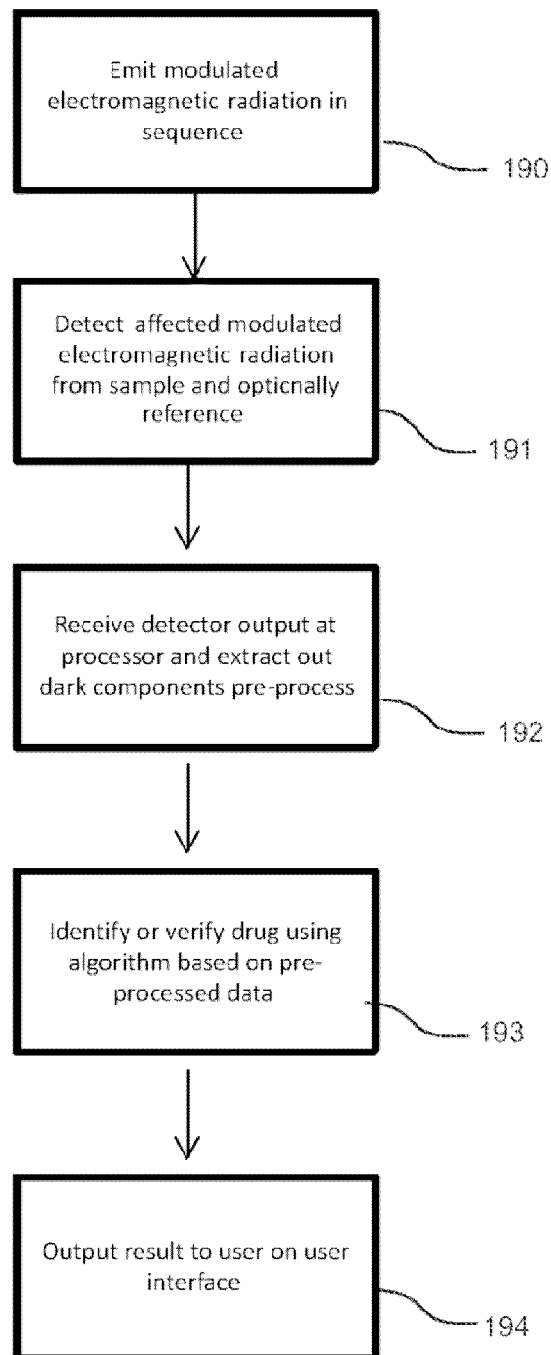 Emit modulated
electromagnetic radiation in
sequence
190
Detect affected modulated
electromagnetic radiation
from sample and optionally
reference
191
Receive detector output at
processor and extract out
dark components pre-process
192
Identify or verify drug using
algorithm based on pre-
processed data
193
Output result to user on user
interface
194